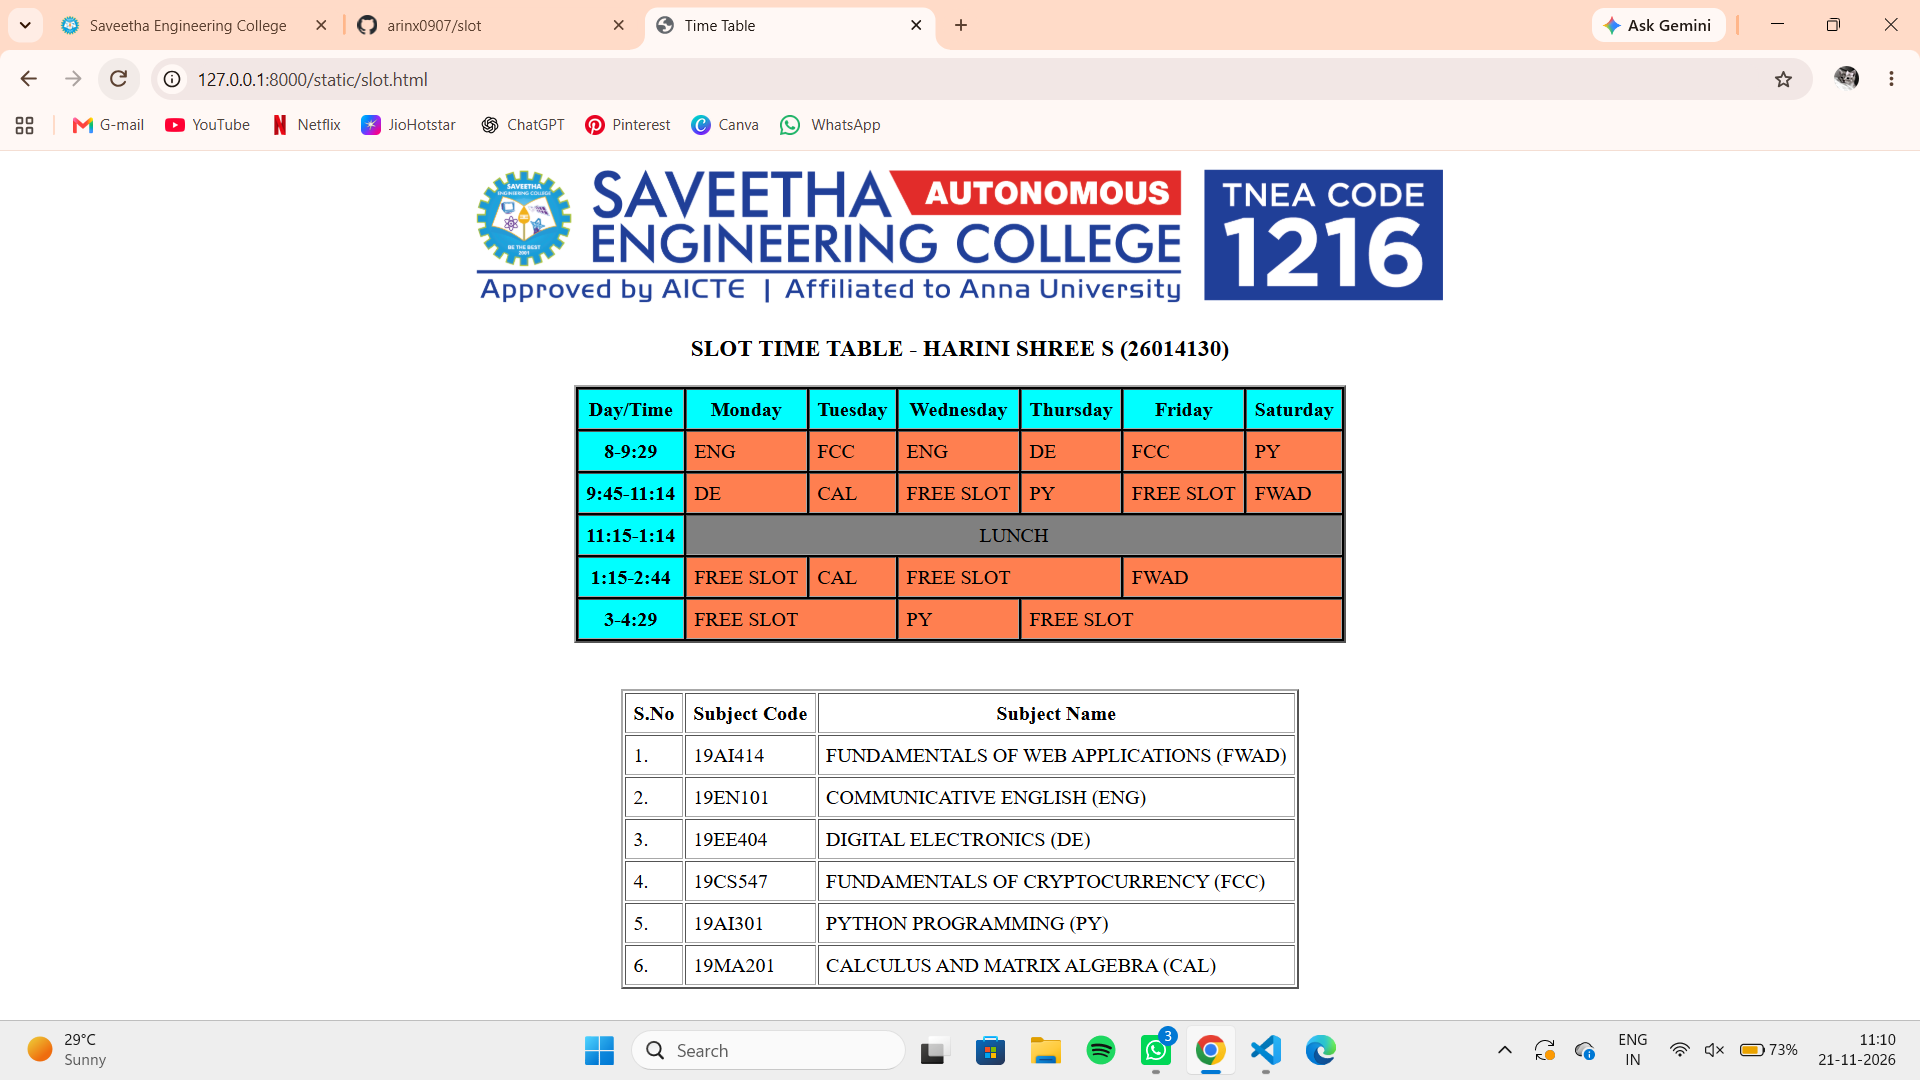 Saveetha Engineering College
arinx0907/slot
Time Table
Ask Gemini
127.0.0.1:8000/static/slot.html
G-mail YouTube Netflix JioHotstar ChatGPT Pinterest Canva WhatsApp
SAVEETHA AUTONOMOUS
ENGINEERING COLLEGE
Approved by AICTE | Affiliated to Anna University
TNEA CODE
1216
SAVEETHA
ENGINEERING COLLEGE
BE THE BEST
2001
SLOT TIME TABLE - HARINI SHREE S (26014130)
Day/Time Monday Tuesday Wednesday Thursday Friday Saturday
8-9:29 ENG FCC ENG DE FCC PY
9:45-11:14 DE CAL FREE SLOT PY FREE SLOT FWAD
11:15-1:14 LUNCH
1:15-2:44 FREE SLOT CAL FREE SLOT FWAD
3-4:29 FREE SLOT PY FREE SLOT
S.No Subject Code Subject Name
1. 19AI414 FUNDAMENTALS OF WEB APPLICATIONS (FWAD)
2. 19EN101 COMMUNICATIVE ENGLISH (ENG)
3. 19EE404 DIGITAL ELECTRONICS (DE)
4. 19CS547 FUNDAMENTALS OF CRYPTOCURRENCY (FCC)
5. 19AI301 PYTHON PROGRAMMING (PY)
6. 19MA201 CALCULUS AND MATRIX ALGEBRA (CAL)
29°C
Sunny
Search
3
ENG
IN
73%
11:10
21-11-2026